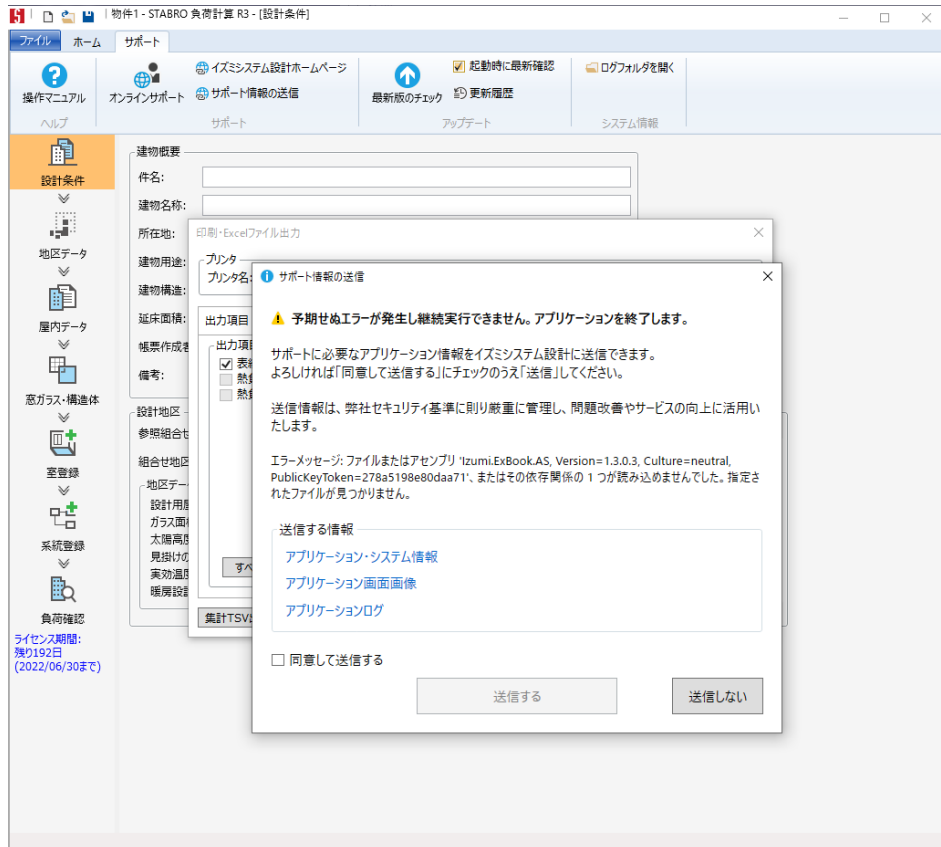 物件1 - STABRO 負荷計算 R3 - [設計条件]
ファイル ホーム サポート
操作マニュアル
オンラインサポート
イズミシステム設計ホームページ
サポート情報の送信
最新版のチェック
起動時に最新確認
更新履歴
ログフォルダを開く
ヘルプ
サポート
アップデート
システム情報
設計条件
地区データ
屋内データ
窓ガラス・構造体
室登録
系統登録
負荷確認
ライセンス期間:
残り192日
(2022/06/30まで)
建物概要
件名:
建物名称:
所在地:
建物用途:
建物構造:
延床面積:
帳票作成者
備考:
設計地区
参照組合せ
組合せ地区
地区デー
設計用
ガラス面
太陽高度
見掛けの
実効温度
暖房設
印刷・Excelファイル出力
プリンタ
プリンタ名:
出力項目
出力項目
表紙
熱負
熱負
すべ
集計TSV
サポート情報の送信
予期せぬエラーが発生し継続実行できません。アプリケーションを終了します。
サポートに必要なアプリケーション情報をイズミシステム設計に送信できます。
よろしければ「同意して送信する」にチェックのうえ「送信」してください。
送信情報は、弊社セキュリティ基準に則り厳重に管理し、問題改善やサービスの向上に活用い
たします。
エラーメッセージ: ファイルまたはアセンブリ 'Izumi.ExBook.AS, Version=1.3.0.3, Culture=neutral,
PublicKeyToken=278a5198e80daa71'、またはその依存関係の 1 つが読み込めませんでした。指定さ
れたファイルが見つかりません。
送信する情報
アプリケーション・システム情報
アプリケーション画面画像
アプリケーションログ
同意して送信する
送信する
送信しない